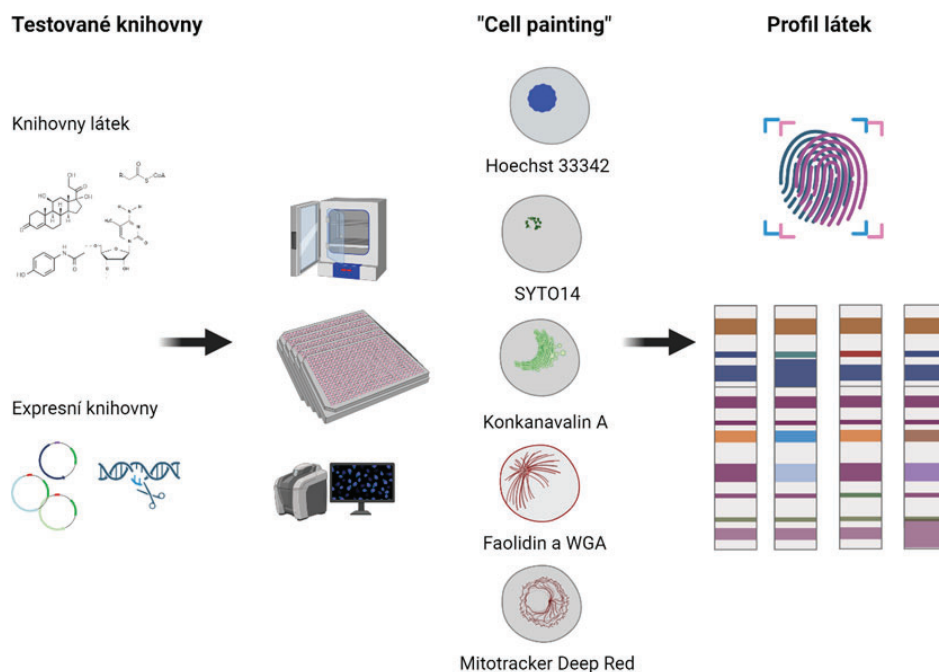 Testované knihovny
"Cell painting"
Profil látek
Knihovny látek
Hoechst 33342
SYTO14
Konkanavalin A
Expresní knihovny
Faolidin a WGA
Mitotracker Deep Red